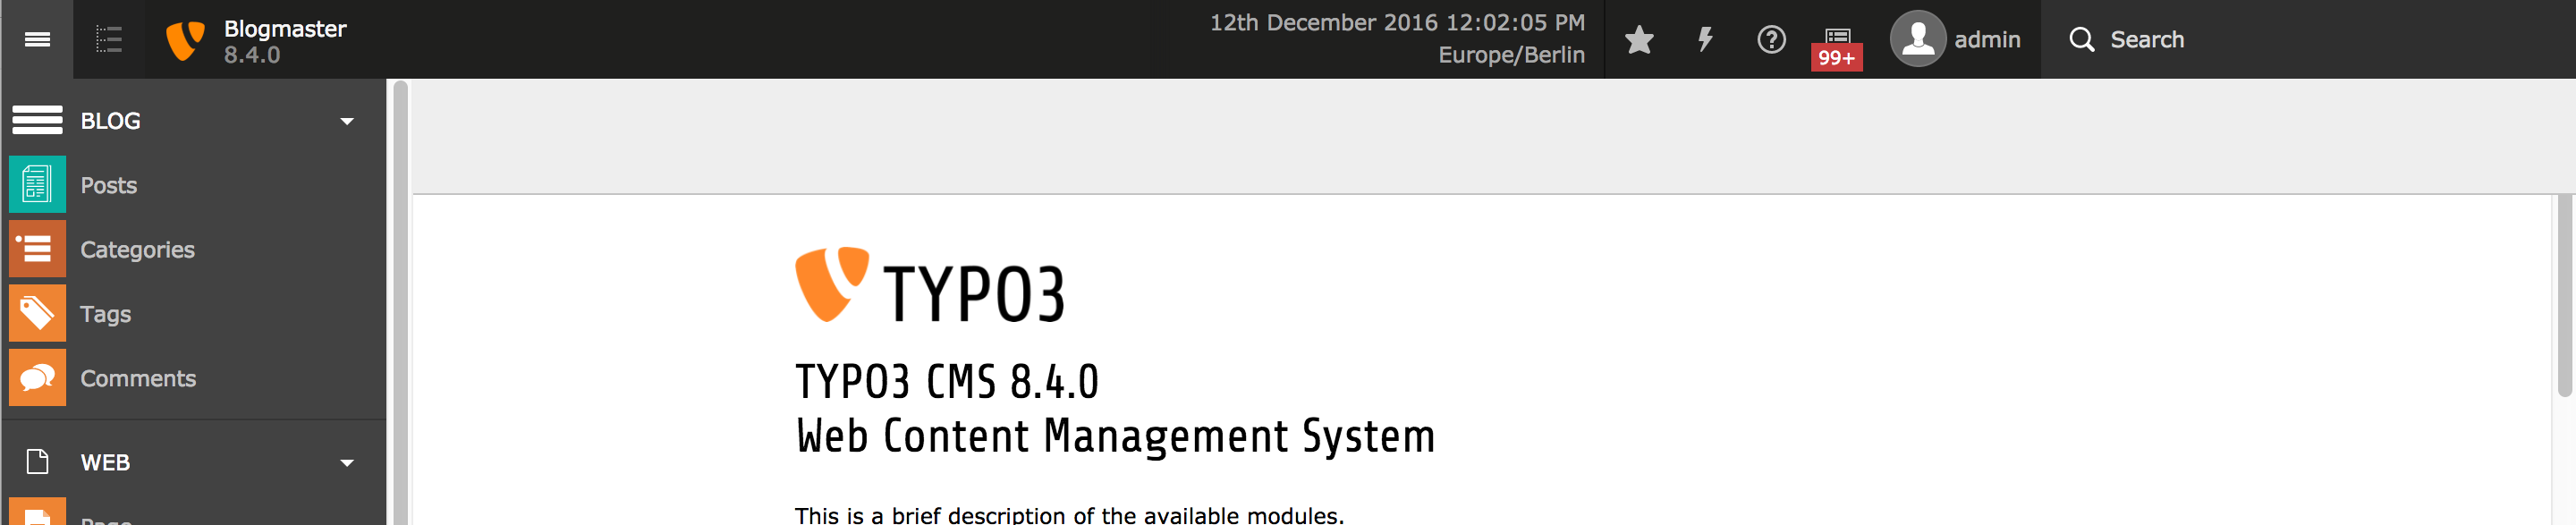 Blogmaster
8.4.0
12th December 2016 12:02:05 PM
Europe/Berlin
99+
admin
Search
BLOG
Posts
Categories
Tags
Comments
WEB
Page
TYPO3
TYPO3 CMS 8.4.0
Web Content Management System
This is a brief description of the available modules.